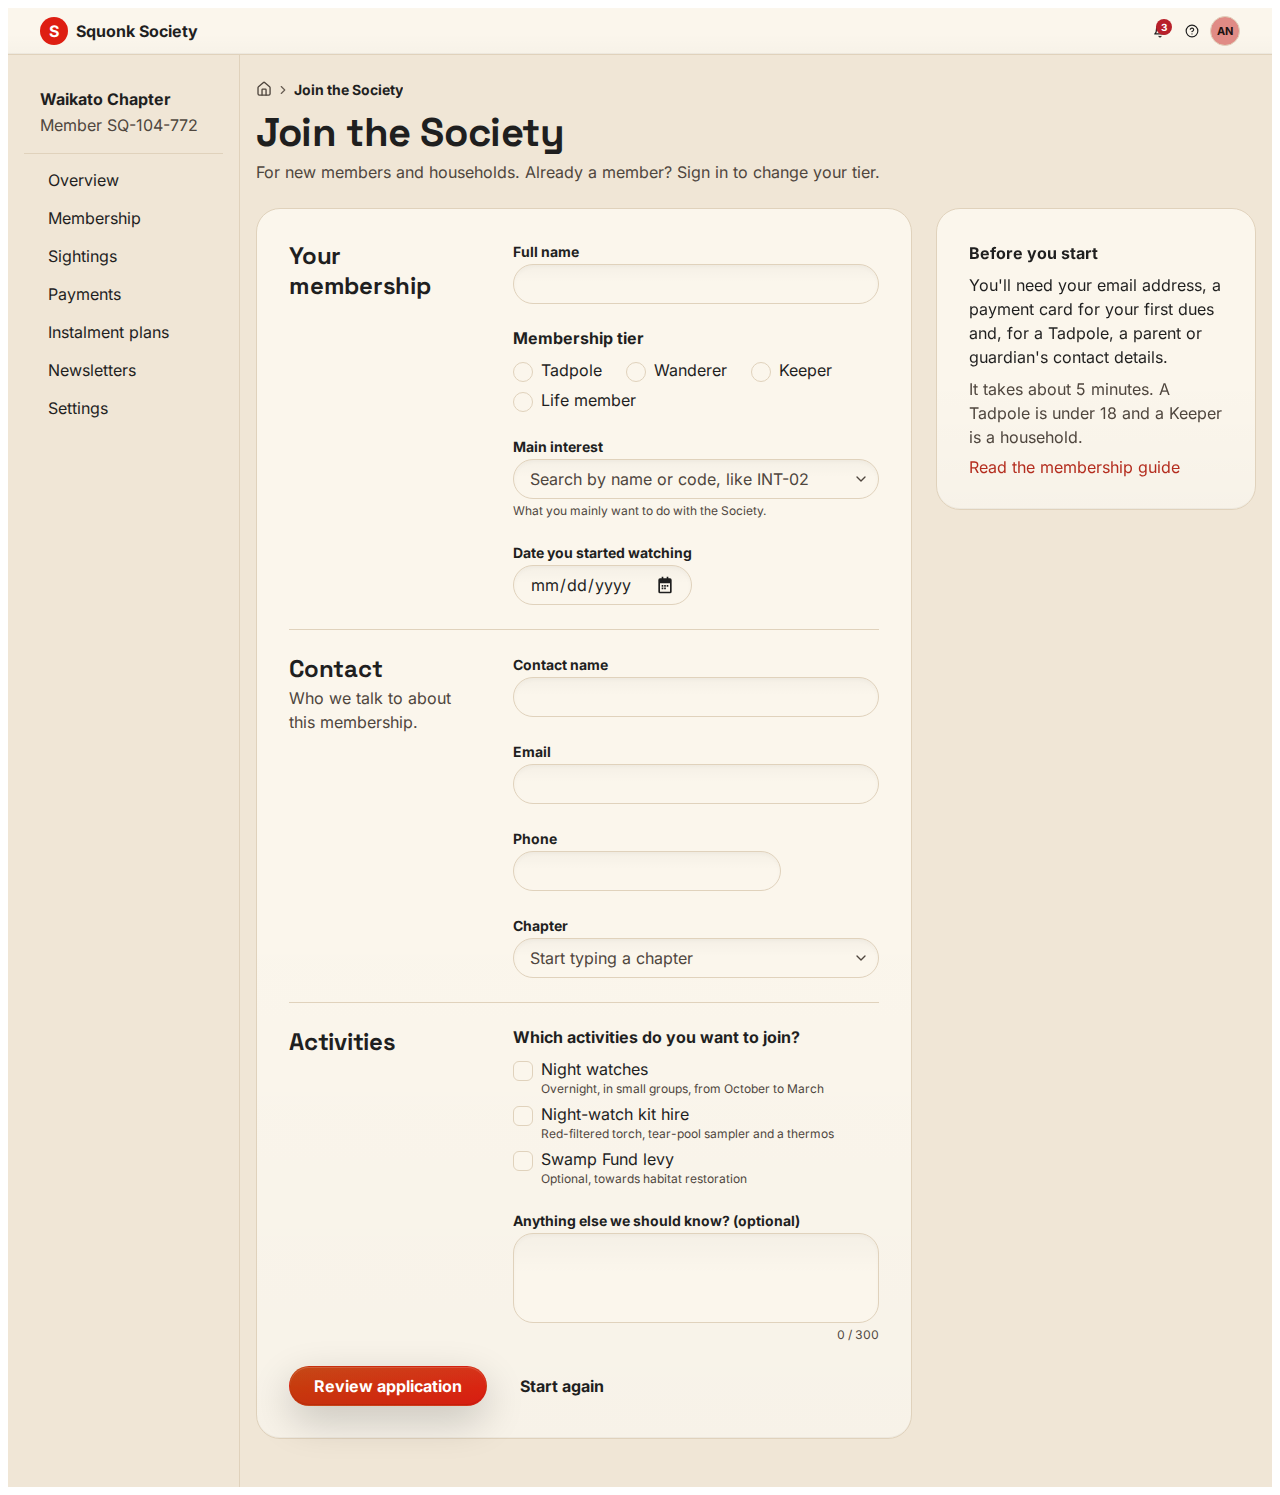 S Squonk Society
3
AN
Waikato Chapter
Member SQ-104-772
Overview
Membership
Sightings
Payments
Instalment plans
Newsletters
Settings
Join the Society
Join the Society
For new members and households. Already a member? Sign in to change your tier.
Your
membership
Full name
Membership tier
Tadpole Wanderer Keeper
Life member
Main interest
Search by name or code, like INT-02
What you mainly want to do with the Society.
Date you started watching
mm/dd/yyyy
Contact
Who we talk to about
this membership.
Contact name
Email
Phone
Chapter
Start typing a chapter
Activities
Which activities do you want to join?
Night watches
Overnight, in small groups, from October to March
Night-watch kit hire
Red-filtered torch, tear-pool sampler and a thermos
Swamp Fund levy
Optional, towards habitat restoration
Anything else we should know? (optional)
0 / 300
Review application Start again
Before you start
You'll need your email address, a
payment card for your first dues
and, for a Tadpole, a parent or
guardian's contact details.
It takes about 5 minutes. A
Tadpole is under 18 and a Keeper
is a household.
Read the membership guide